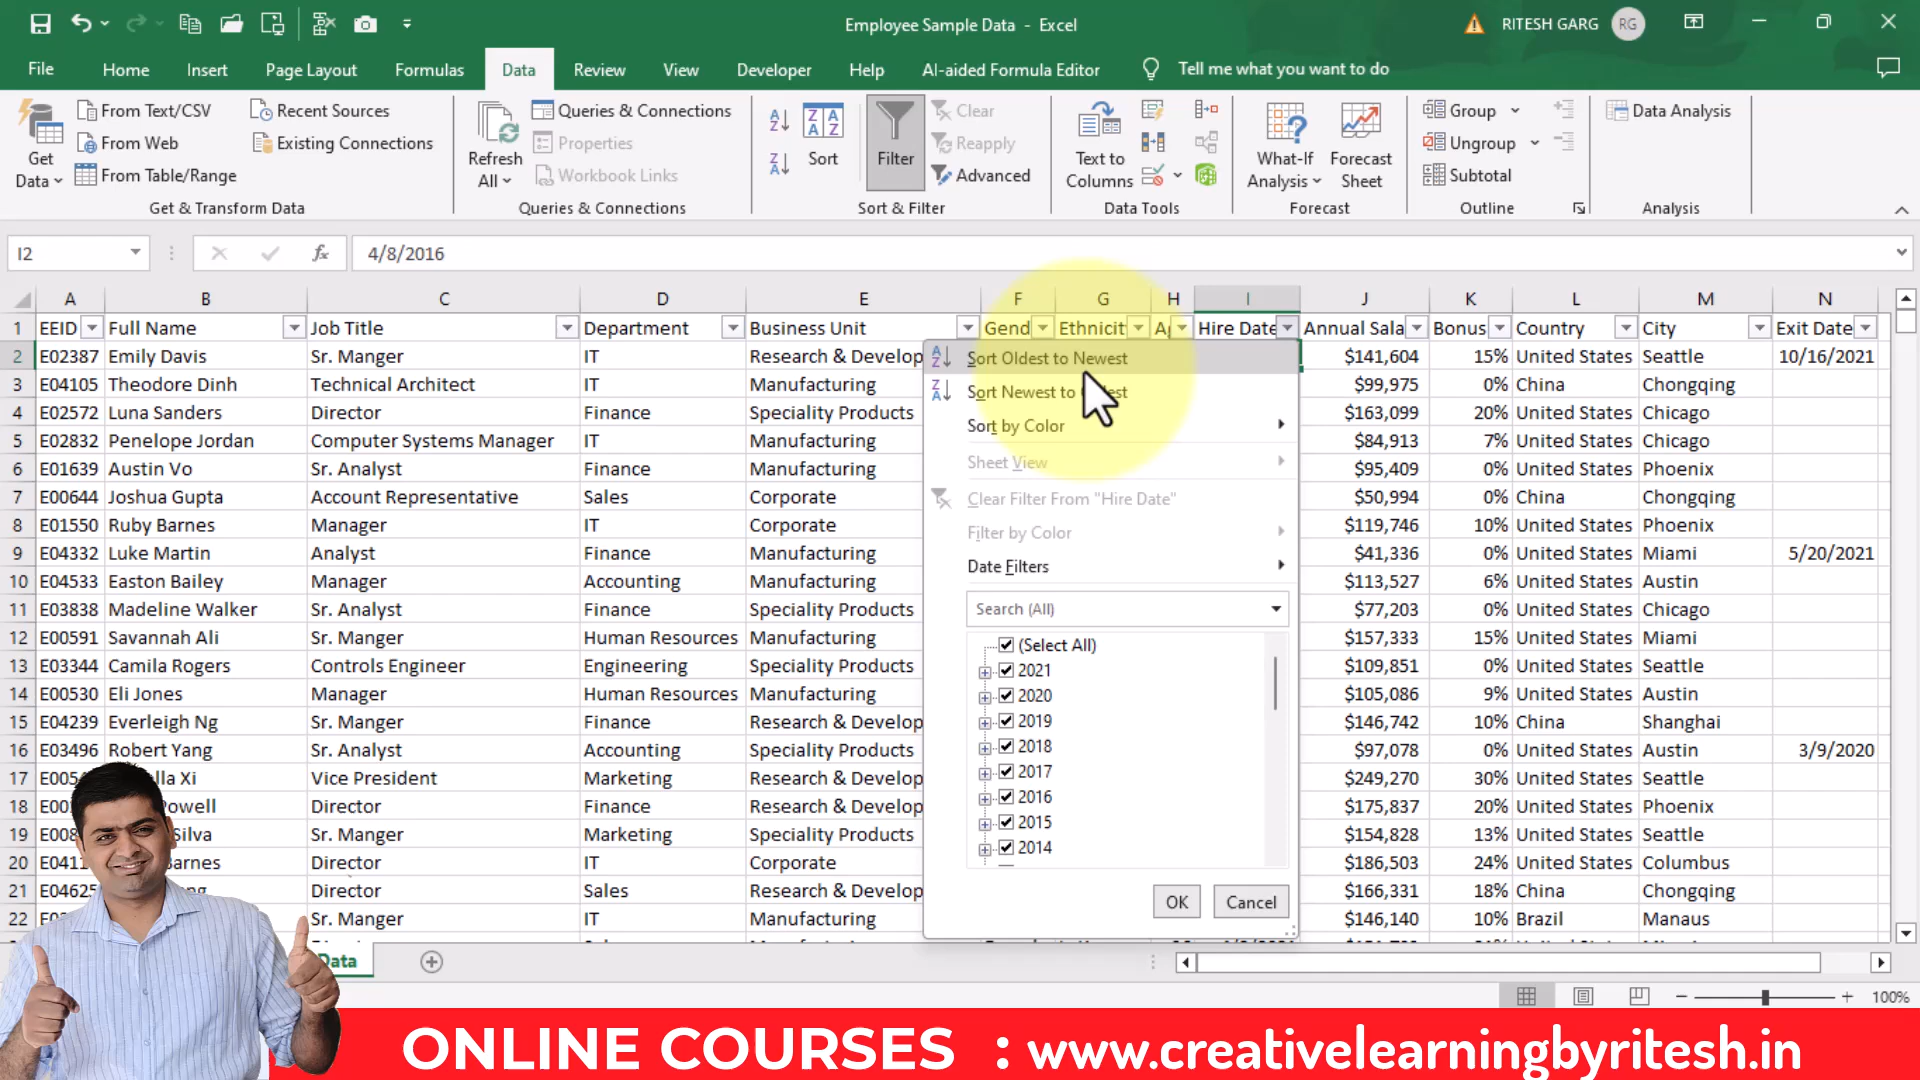 Employee Sample Data - Excel
RITESH GARG RG
File Home Insert Page Layout Formulas Data Review View Developer Help AI-aided Formula Editor Tell me what you want to do
Get Data
From Text/CSV
From Web
From Table/Range
Recent Sources
Existing Connections
Get & Transform Data
Refresh All
Queries & Connections
Properties
Workbook Links
Queries & Connections
Sort
Filter
Clear
Reapply
Advanced
Sort & Filter
Text to Columns
Data Tools
What-If Analysis
Forecast Sheet
Forecast
Group
Ungroup
Subtotal
Outline
Data Analysis
Analysis
I2 fx 4/8/2016
A B C D E F G H I J K L M N
1 EEID Full Name Job Title Department Business Unit Gend Ethnicit Ag Hire Date Annual Sala Bonus Country City Exit Date
2 E02387 Emily Davis Sr. Manger IT Research & Develop $141,604 15% United States Seattle 10/16/2021
3 E04105 Theodore Dinh Technical Architect IT Manufacturing $99,975 0% China Chongqing
4 E02572 Luna Sanders Director Finance Speciality Products $163,099 20% United States Chicago
5 E02832 Penelope Jordan Computer Systems Manager IT Manufacturing $84,913 7% United States Chicago
6 E01639 Austin Vo Sr. Analyst Finance Manufacturing $95,409 0% United States Phoenix
7 E00644 Joshua Gupta Account Representative Sales Corporate $50,994 0% China Chongqing
8 E01550 Ruby Barnes Manager IT Corporate $119,746 10% United States Phoenix
9 E04332 Luke Martin Analyst Finance Manufacturing $41,336 0% United States Miami 5/20/2021
10 E04533 Easton Bailey Manager Accounting Manufacturing $113,527 6% United States Austin
11 E03838 Madeline Walker Sr. Analyst Finance Speciality Products $77,203 0% United States Chicago
12 E00591 Savannah Ali Sr. Manger Human Resources Manufacturing $157,333 15% United States Miami
13 E03344 Camila Rogers Controls Engineer Engineering Speciality Products $109,851 0% United States Seattle
14 E00530 Eli Jones Manager Human Resources Manufacturing $105,086 9% United States Austin
15 E04239 Everleigh Ng Sr. Manger Finance Research & Develop $146,742 10% China Shanghai
16 E03496 Robert Yang Sr. Analyst Accounting Speciality Products $97,078 0% United States Austin 3/9/2020
17 E005 lla Xi Vice President Marketing Research & Develop $249,270 30% United States Seattle
18 Powell Director Finance Research & Develop $175,837 20% United States Phoenix
19 E008 Silva Sr. Manger Marketing Speciality Products $154,828 13% United States Seattle
20 E041 arnes Director IT Corporate $186,503 24% United States Columbus
21 E04625 ng Director Sales Research & Develop $166,331 18% China Chongqing
22 Sr. Manger IT Manufacturing $146,140 10% Brazil Manaus
Sort Oldest to Newest
Sort Newest to
Sort by Color
Sheet View
Clear Filter From "Hire Date"
Filter by Color
Date Filters
Search (All)
(Select All)
2021
2020
2019
2018
2017
2016
2015
2014
OK Cancel
Data
100%
ONLINE COURSES : www.creativelearningbyritesh.in